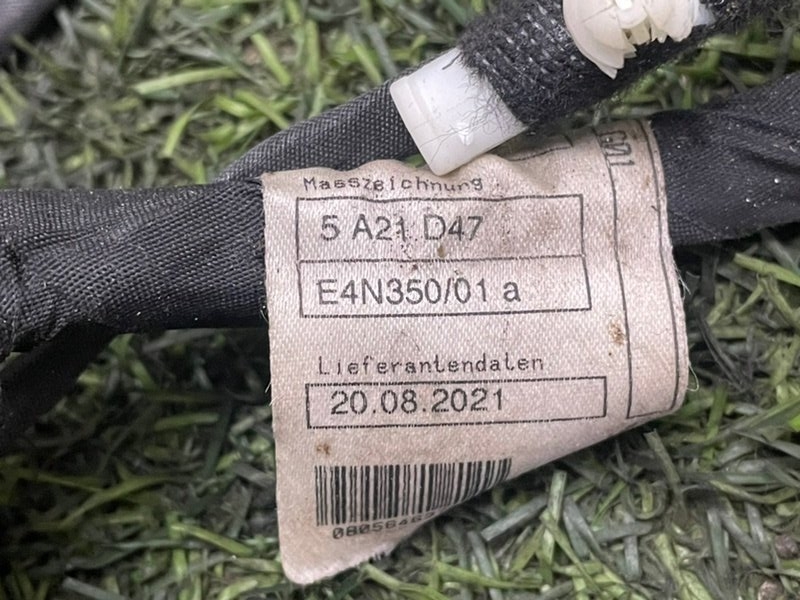 Masszeichnung
5 A21 D47
E4N350/01 a
Lieferantendaten
20.08.2021